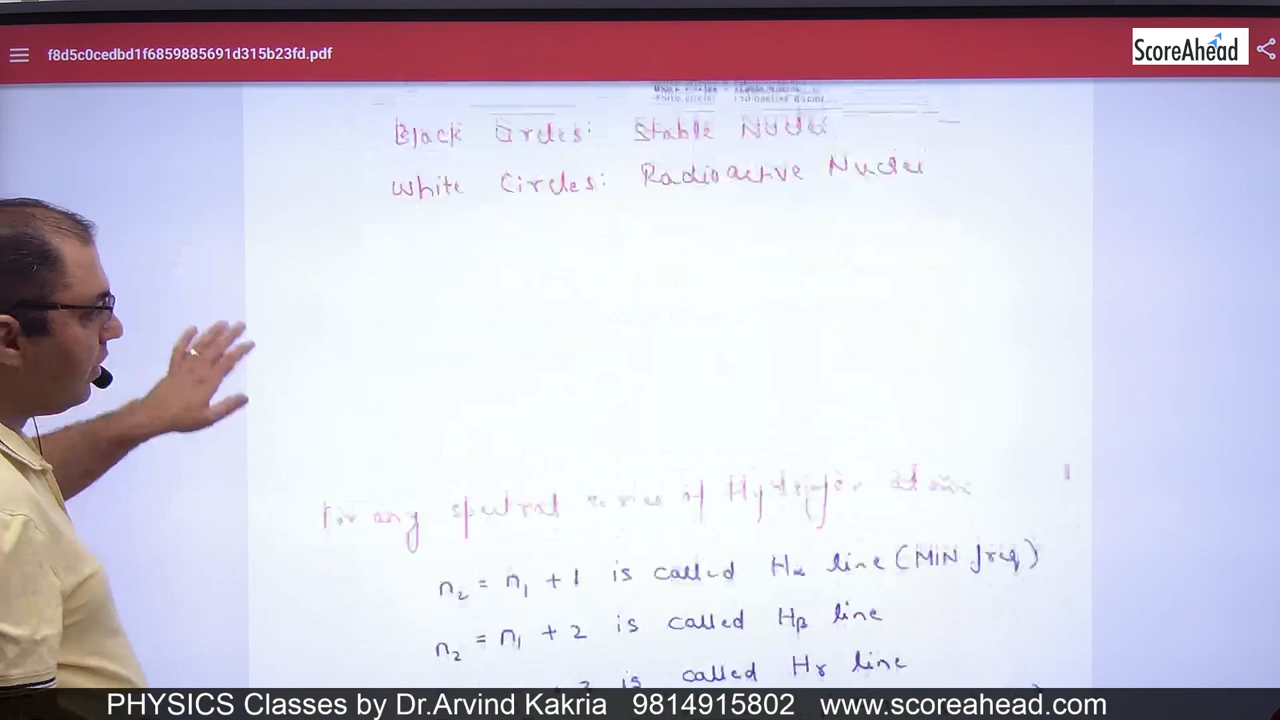 f8d5c0cedbd1f6859885691d315b23fd.pdf
ScoreAhead
Black Circles: Stable Nuclei
White Circles: Radioactive Nuclei
For any spectral series of Hydrogen atom
n₂ = n₁ + 1 is called Hα line (MIN freq)
n₂ = n₁ + 2 is called Hβ line
is called Hγ line
PHYSICS Classes by Dr.Arvind Kakria 9814915802 www.scoreahead.com